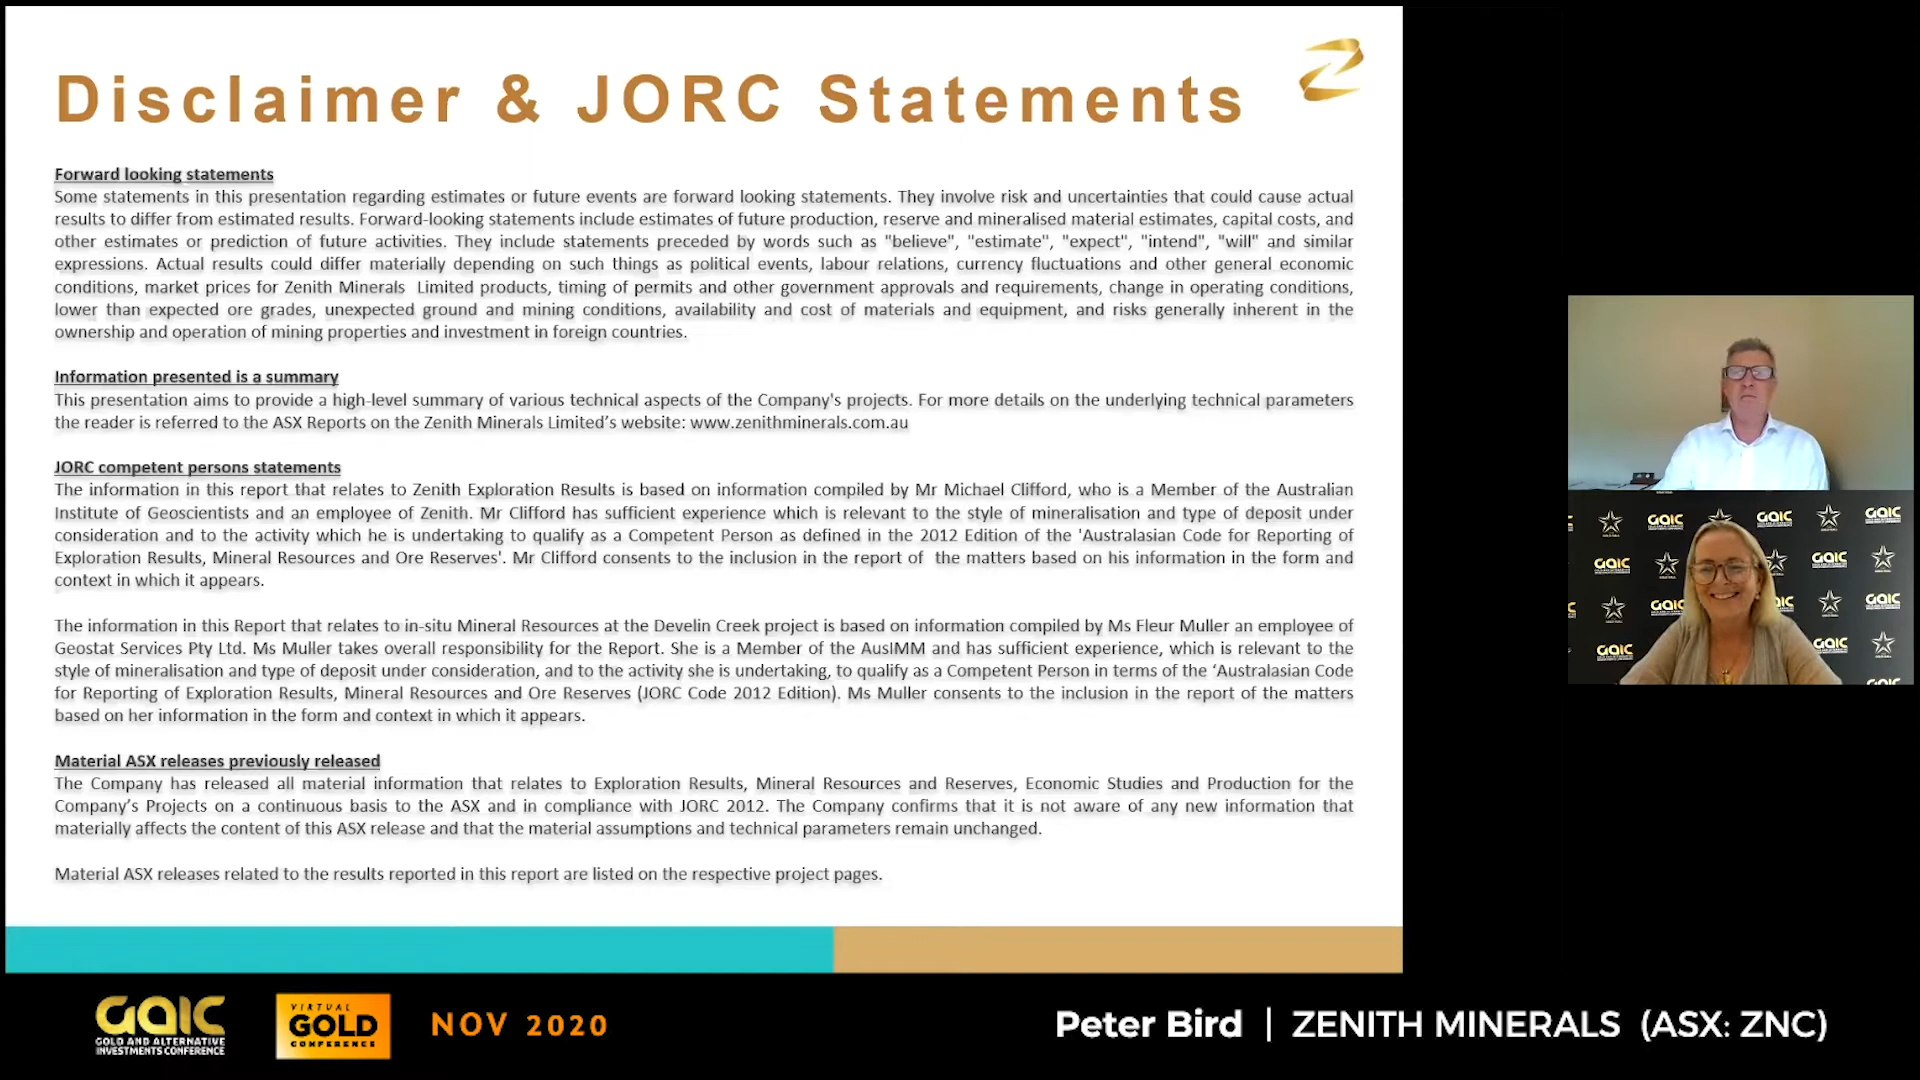 Disclaimer & JORC Statements
Forward looking statements
Some statements in this presentation regarding estimates or future events are forward looking statements. They involve risk and uncertainties that could cause actual
results to differ from estimated results. Forward-looking statements include estimates of future production, reserve and mineralised material estimates, capital costs, and
other estimates or prediction of future activities. They include statements preceded by words such as "believe", "estimate", "expect", "intend", "will" and similar
expressions. Actual results could differ materially depending on such things as political events, labour relations, currency fluctuations and other general economic
conditions, market prices for Zenith Minerals Limited products, timing of permits and other government approvals and requirements, change in operating conditions,
lower than expected ore grades, unexpected ground and mining conditions, availability and cost of materials and equipment, and risks generally inherent in the
ownership and operation of mining properties and investment in foreign countries.
Information presented is a summary
This presentation aims to provide a high-level summary of various technical aspects of the Company's projects. For more details on the underlying technical parameters
the reader is referred to the ASX Reports on the Zenith Minerals Limited’s website: www.zenithminerals.com.au
JORC competent persons statements
The information in this report that relates to Zenith Exploration Results is based on information compiled by Mr Michael Clifford, who is a Member of the Australian
Institute of Geoscientists and an employee of Zenith. Mr Clifford has sufficient experience which is relevant to the style of mineralisation and type of deposit under
consideration and to the activity which he is undertaking to qualify as a Competent Person as defined in the 2012 Edition of the 'Australasian Code for Reporting of
Exploration Results, Mineral Resources and Ore Reserves'. Mr Clifford consents to the inclusion in the report of the matters based on his information in the form and
context in which it appears.
The information in this Report that relates to in-situ Mineral Resources at the Develin Creek project is based on information compiled by Ms Fleur Muller an employee of
Geostat Services Pty Ltd. Ms Muller takes overall responsibility for the Report. She is a Member of the AusIMM and has sufficient experience, which is relevant to the
style of mineralisation and type of deposit under consideration, and to the activity she is undertaking, to qualify as a Competent Person in terms of the ‘Australasian Code
for Reporting of Exploration Results, Mineral Resources and Ore Reserves (JORC Code 2012 Edition). Ms Muller consents to the inclusion in the report of the matters
based on her information in the form and context in which it appears.
Material ASX releases previously released
The Company has released all material information that relates to Exploration Results, Mineral Resources and Reserves, Economic Studies and Production for the
Company’s Projects on a continuous basis to the ASX and in compliance with JORC 2012. The Company confirms that it is not aware of any new information that
materially affects the content of this ASX release and that the material assumptions and technical parameters remain unchanged.
Material ASX releases related to the results reported in this report are listed on the respective project pages.
GAIC
GOLD AND ALTERNATIVE
INVESTMENTS CONFERENCE
VIRTUAL
GOLD
CONFERENCE
NOV 2020
Peter Bird | ZENITH MINERALS (ASX: ZNC)